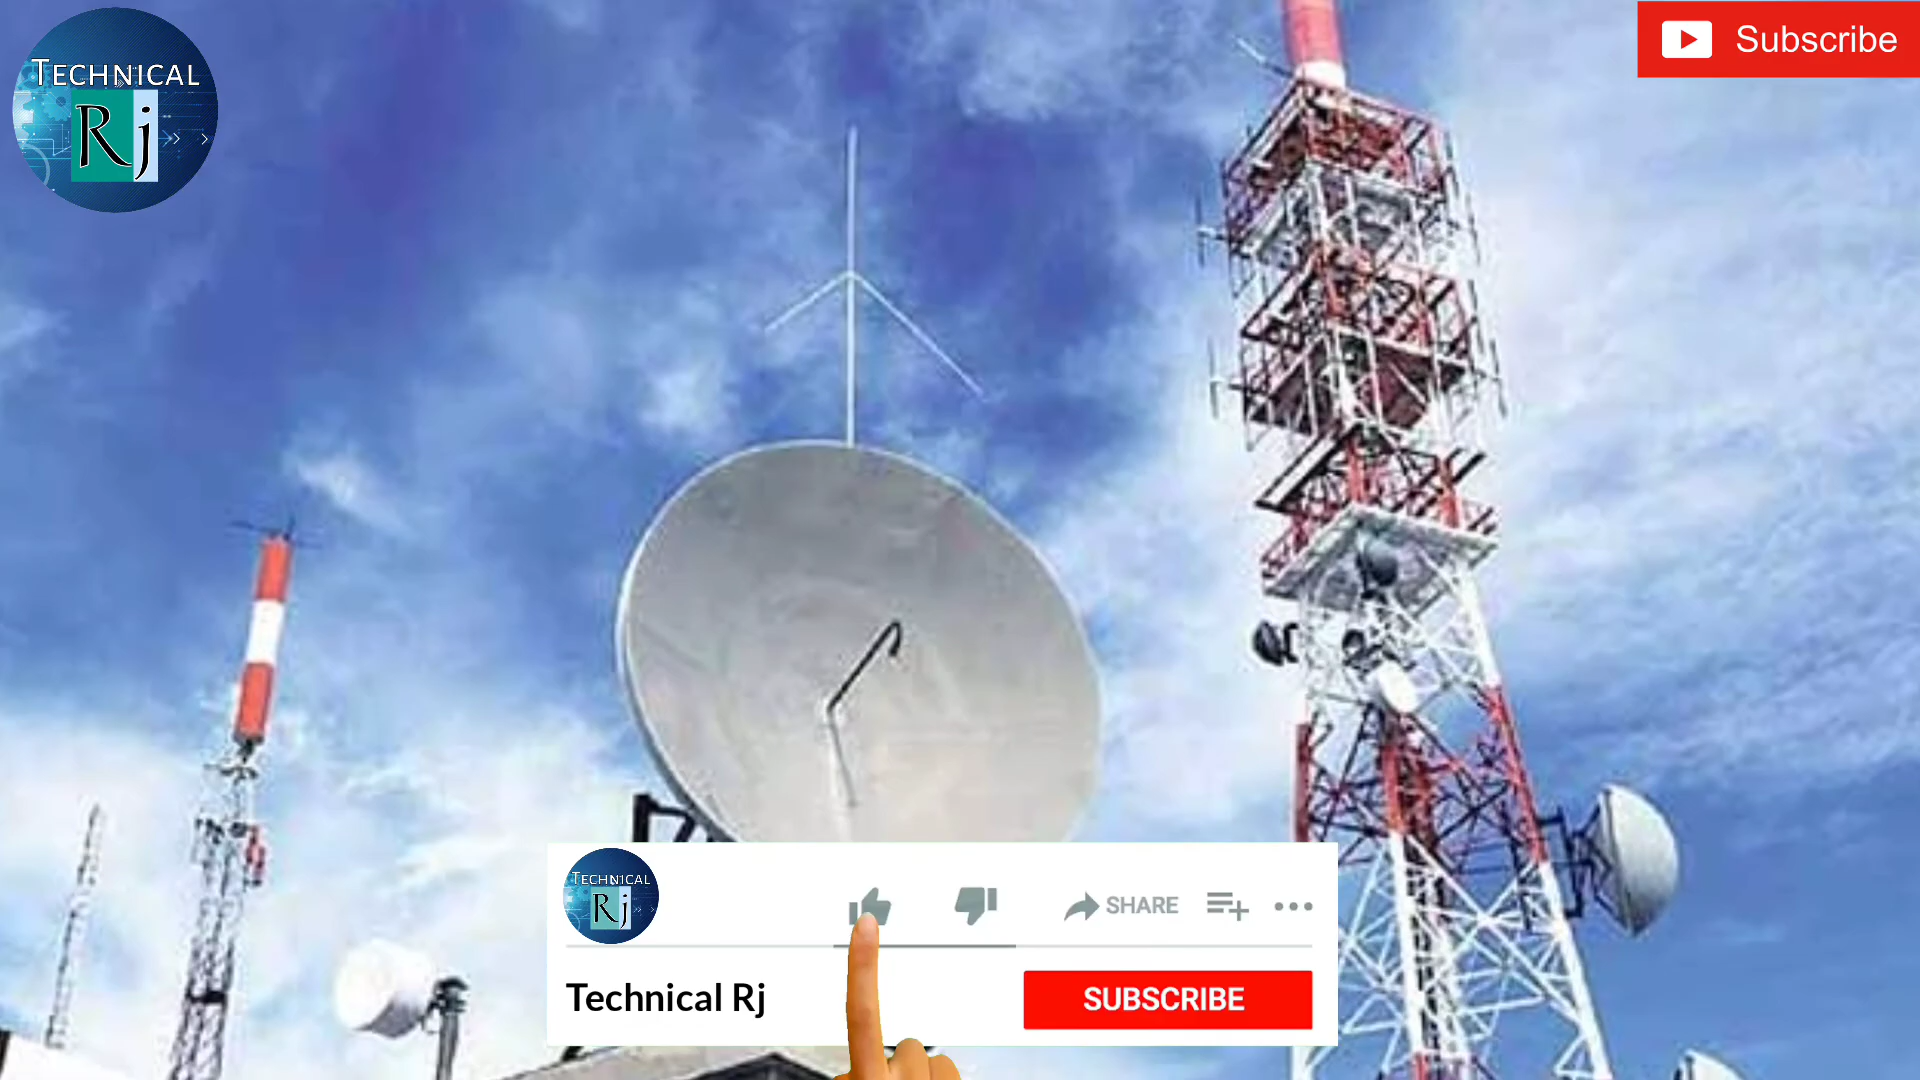 TECHNICAL
Rj
Subscribe
TECHNICAL
Rj
SHARE
Technical Rj
SUBSCRIBE